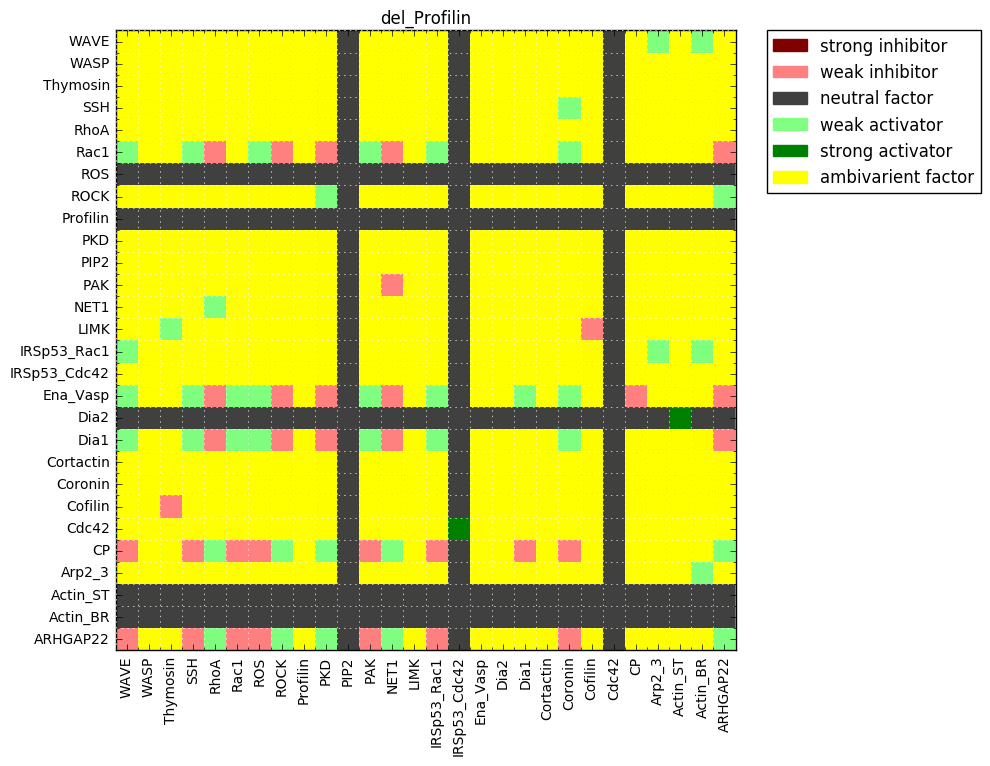 del_Profilin
WAVE
WASP
Thymosin
SSH
RhoA
Rac1
ROS
ROCK
Profilin
PKD
PIP2
PAK
NET1
LIMK
IRSp53_Rac1
IRSp53_Cdc42
Ena_Vasp
Dia2
Dia1
Cortactin
Coronin
Cofilin
Cdc42
CP
Arp2_3
Actin_ST
Actin_BR
ARHGAP22
WAVE
WASP
Thymosin
SSH
RhoA
Rac1
ROS
ROCK
Profilin
PKD
PIP2
PAK
NET1
LIMK
IRSp53_Rac1
IRSp53_Cdc42
Ena_Vasp
Dia2
Dia1
Cortactin
Coronin
Cofilin
Cdc42
CP
Arp2_3
Actin_ST
Actin_BR
ARHGAP22
strong inhibitor
weak inhibitor
neutral factor
weak activator
strong activator
ambivarient factor